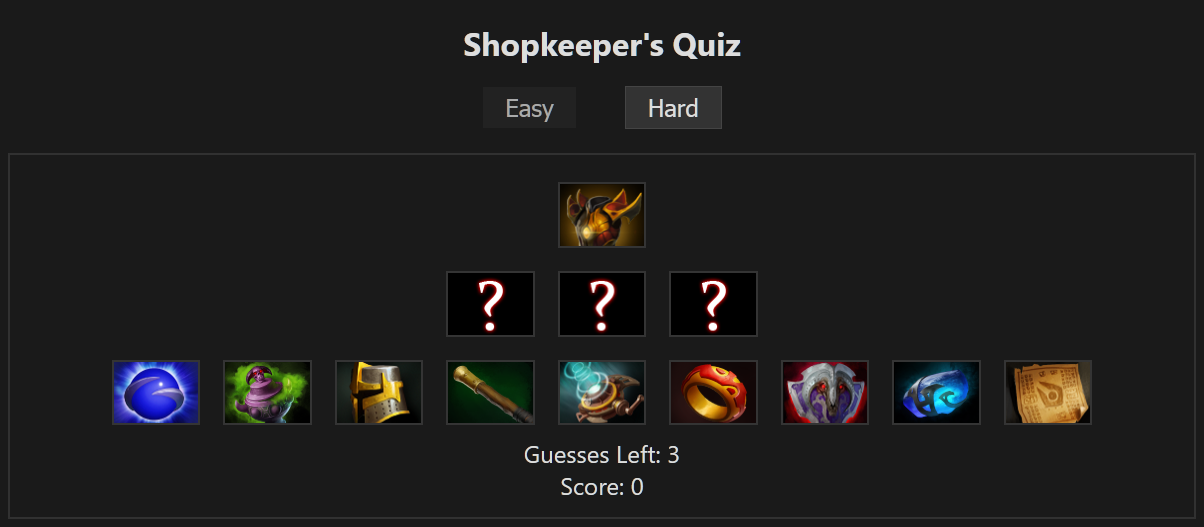 Shopkeeper's Quiz
Easy Hard
? ? ?
Guesses Left: 3
Score: 0